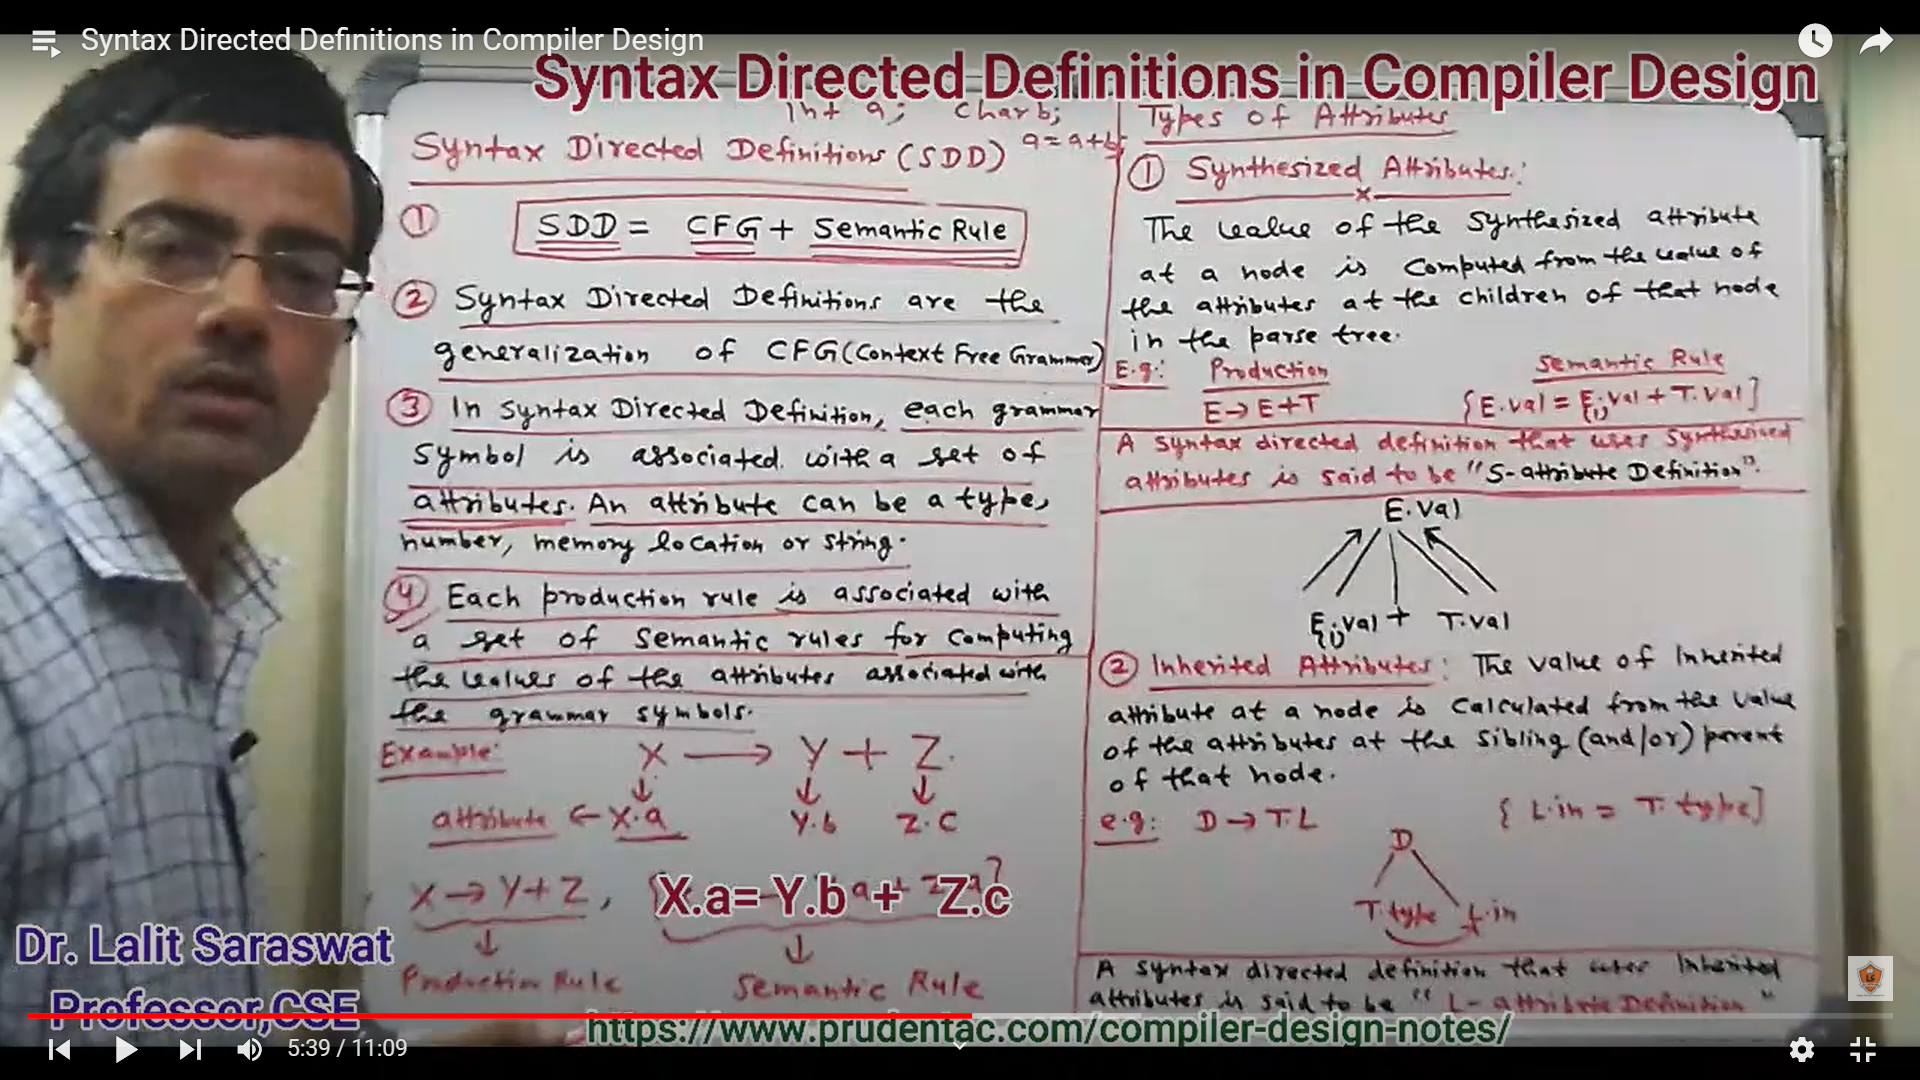 Syntax Directed Definitions in Compiler Design
Syntax Directed Definitions in Compiler Design
int a; char b;
a=a+b;
Syntax Directed Definitions (SDD)
① SDD = CFG + Semantic Rule
② Syntax Directed Definitions are the
generalization of CFG (Context Free Grammar)
③ In Syntax Directed Definition, each grammar
Symbol is associated with a set of
attributes. An attribute can be a type,
number, memory location or string.
④ Each production rule is associated with
a set of Semantic rules for Computing
the values of the attributes associated with
the grammar symbols.
Example: X → Y + Z
attribute ← X.a Y.b Z.c
X → Y + Z, X.a= Y.b + Z.c
Production Rule Semantic Rule
Types of Attributes
① Synthesized Attributes:
The value of the Synthesized attribute
at a node is Computed from the value of
the attributes at the children of that node
in the parse tree.
E.g: Production Semantic Rule
E → E+T {E.val = E(1).val + T.val}
A syntax directed definition that uses synthesized
attributes is said to be "S-attribute Definition".
E.val
E(1).val + T.val
② Inherited Attributes: The value of Inherited
attribute at a node is Calculated from the value
of the attributes at the sibling (and/or) parent
of that node.
e.g: D → T.L { L.in = T.type}
D
T.type L.in
A syntax directed definition that uses Inherited
attributes is said to be "L-attribute Definition"
Dr. Lalit Saraswat
Professor,CSE
https://www.prudentac.com/compiler-design-notes/
5:39 / 11:09